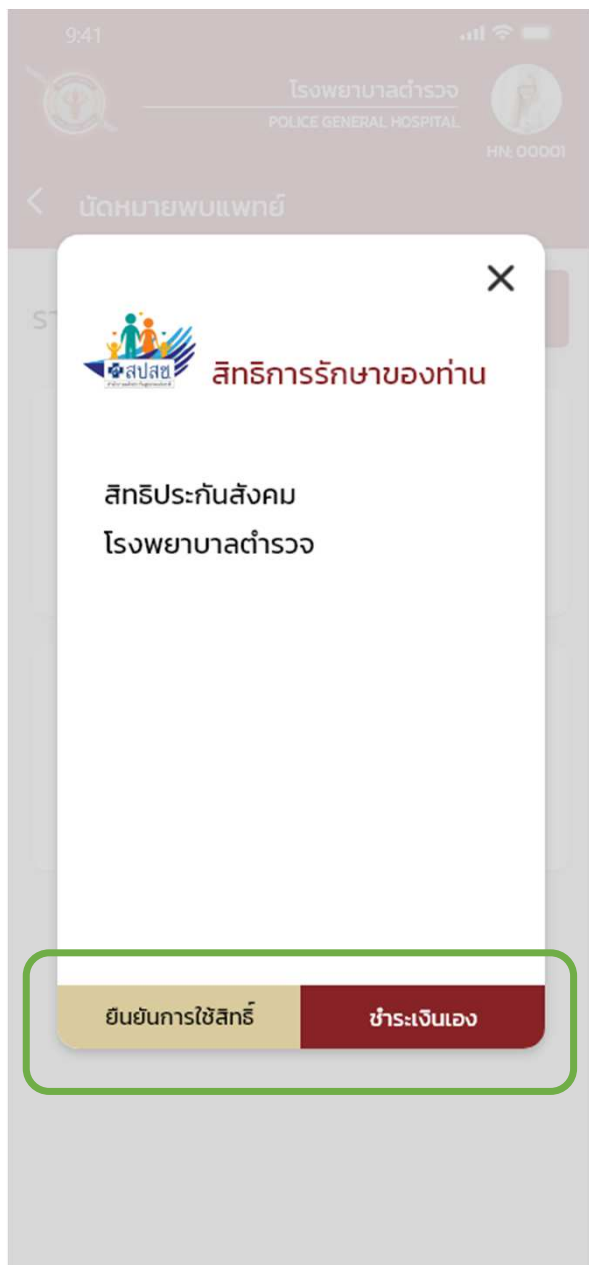 9:41
โรงพยาบาลตำรวจ
POLICE GENERAL HOSPITAL
HN: 00001
นัดหมายพบแพทย์
รา
สปสช
สิทธิการรักษาของท่าน
สิทธิประกันสังคม
โรงพยาบาลตำรวจ
ยืนยันการใช้สิทธิ์
ชำระเงินเอง